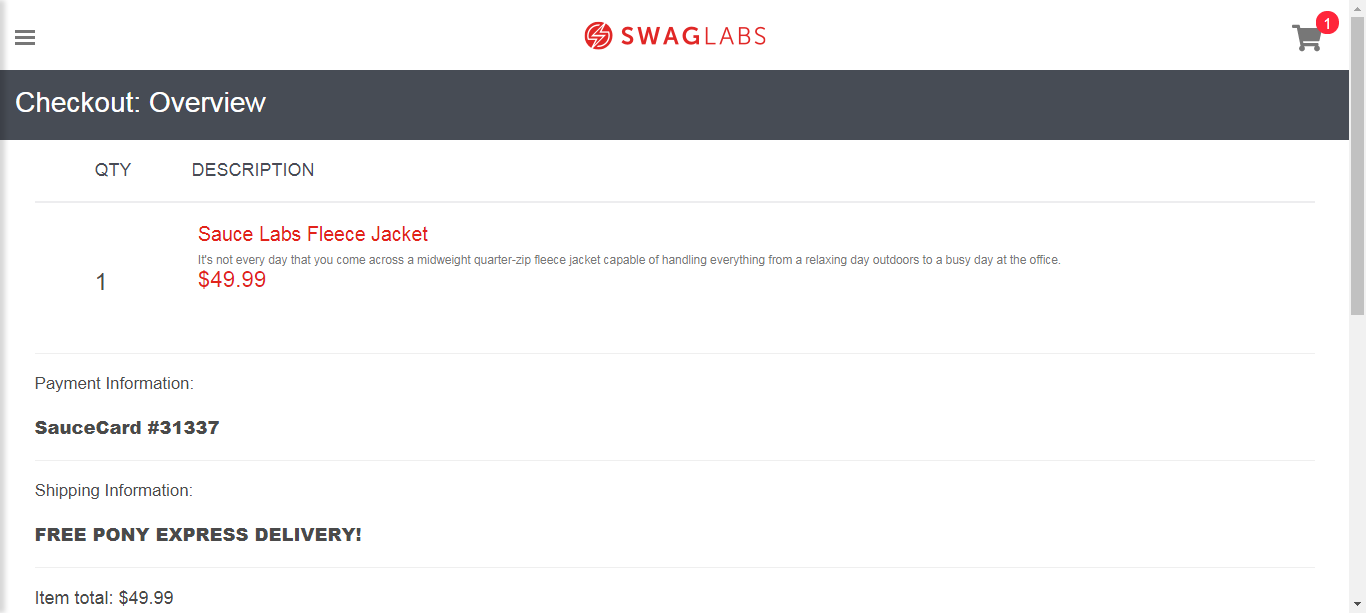 SWAGLABS
1
Checkout: Overview
QTY DESCRIPTION
Sauce Labs Fleece Jacket
It's not every day that you come across a midweight quarter-zip fleece jacket capable of handling everything from a relaxing day outdoors to a busy day at the office.
1
$49.99
Payment Information:
SauceCard #31337
Shipping Information:
FREE PONY EXPRESS DELIVERY!
Item total: $49.99